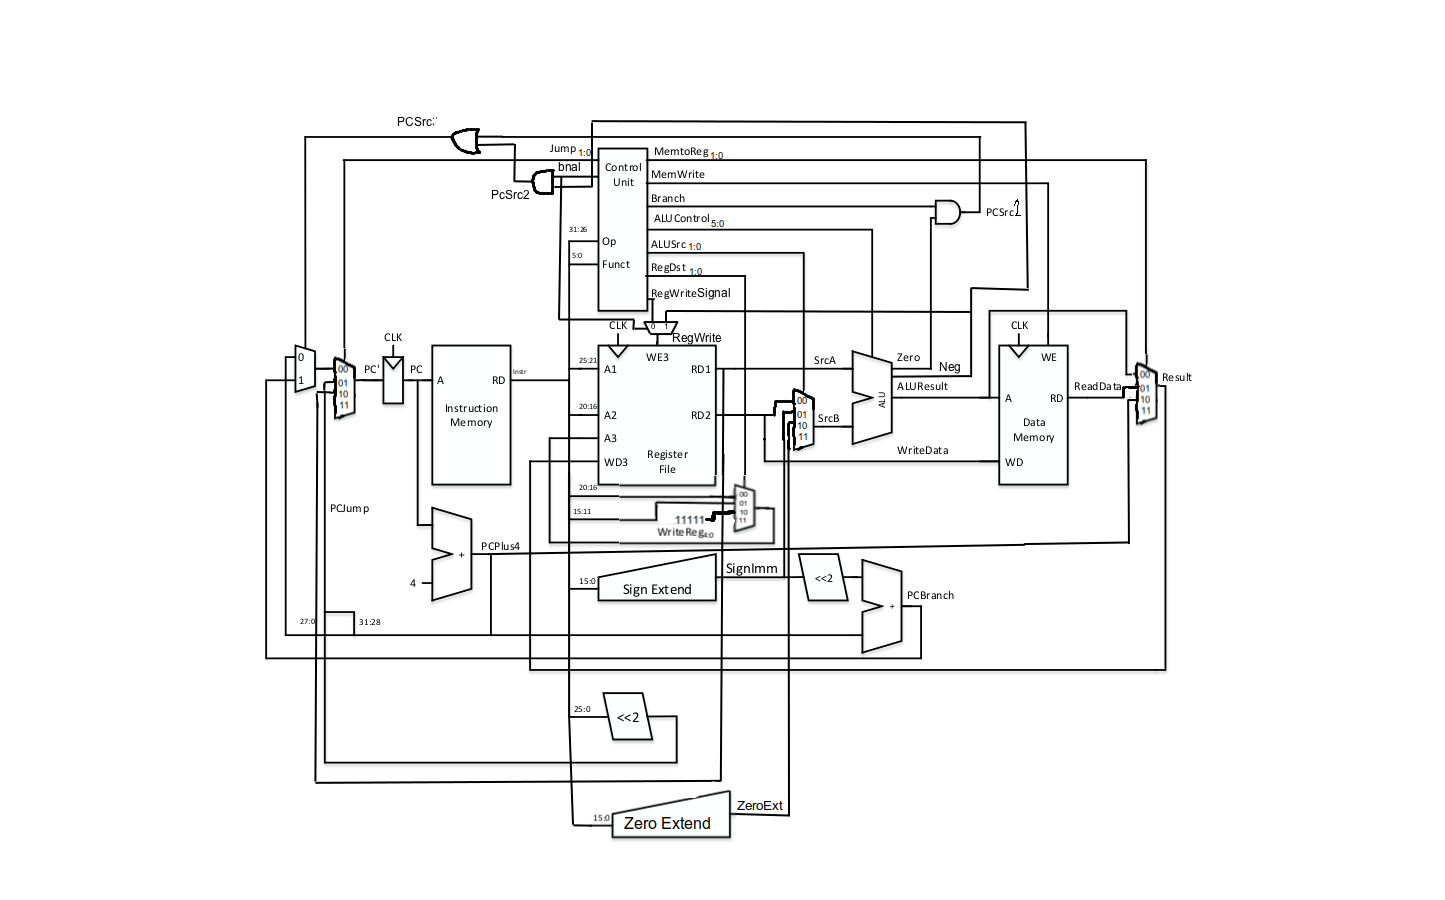 PCSrc
Jump 1:0
bnal
PcSrc2
Control
Unit
MemtoReg 1:0
MemWrite
Branch
ALUControl 5:0
ALUSrc 1:0
RegDst 1:0
RegWriteSignal
31:26
Op
5:0
Funct
PCSrc1
0 1
RegWrite
CLK
CLK
CLK
0
1
00
01
10
11
PC'
PC
A
RD
Instr
Instruction
Memory
25:21
A1
WE3
RD1
20:16
A2
RD2
A3
WD3
Register
File
SrcA
00
01
10
11
SrcB
ALU
Zero
Neg
ALUResult
WriteData
WE
A
RD
Data
Memory
WD
ReadData
00
01
10
11
Result
20:16
15:11
11111
00
01
10
11
WriteReg4:0
PCJump
PCPlus4
+
4
15:0
Sign Extend
SignImm
<<2
+
PCBranch
27:0
31:28
25:0
<<2
15:0
Zero Extend
ZeroExt